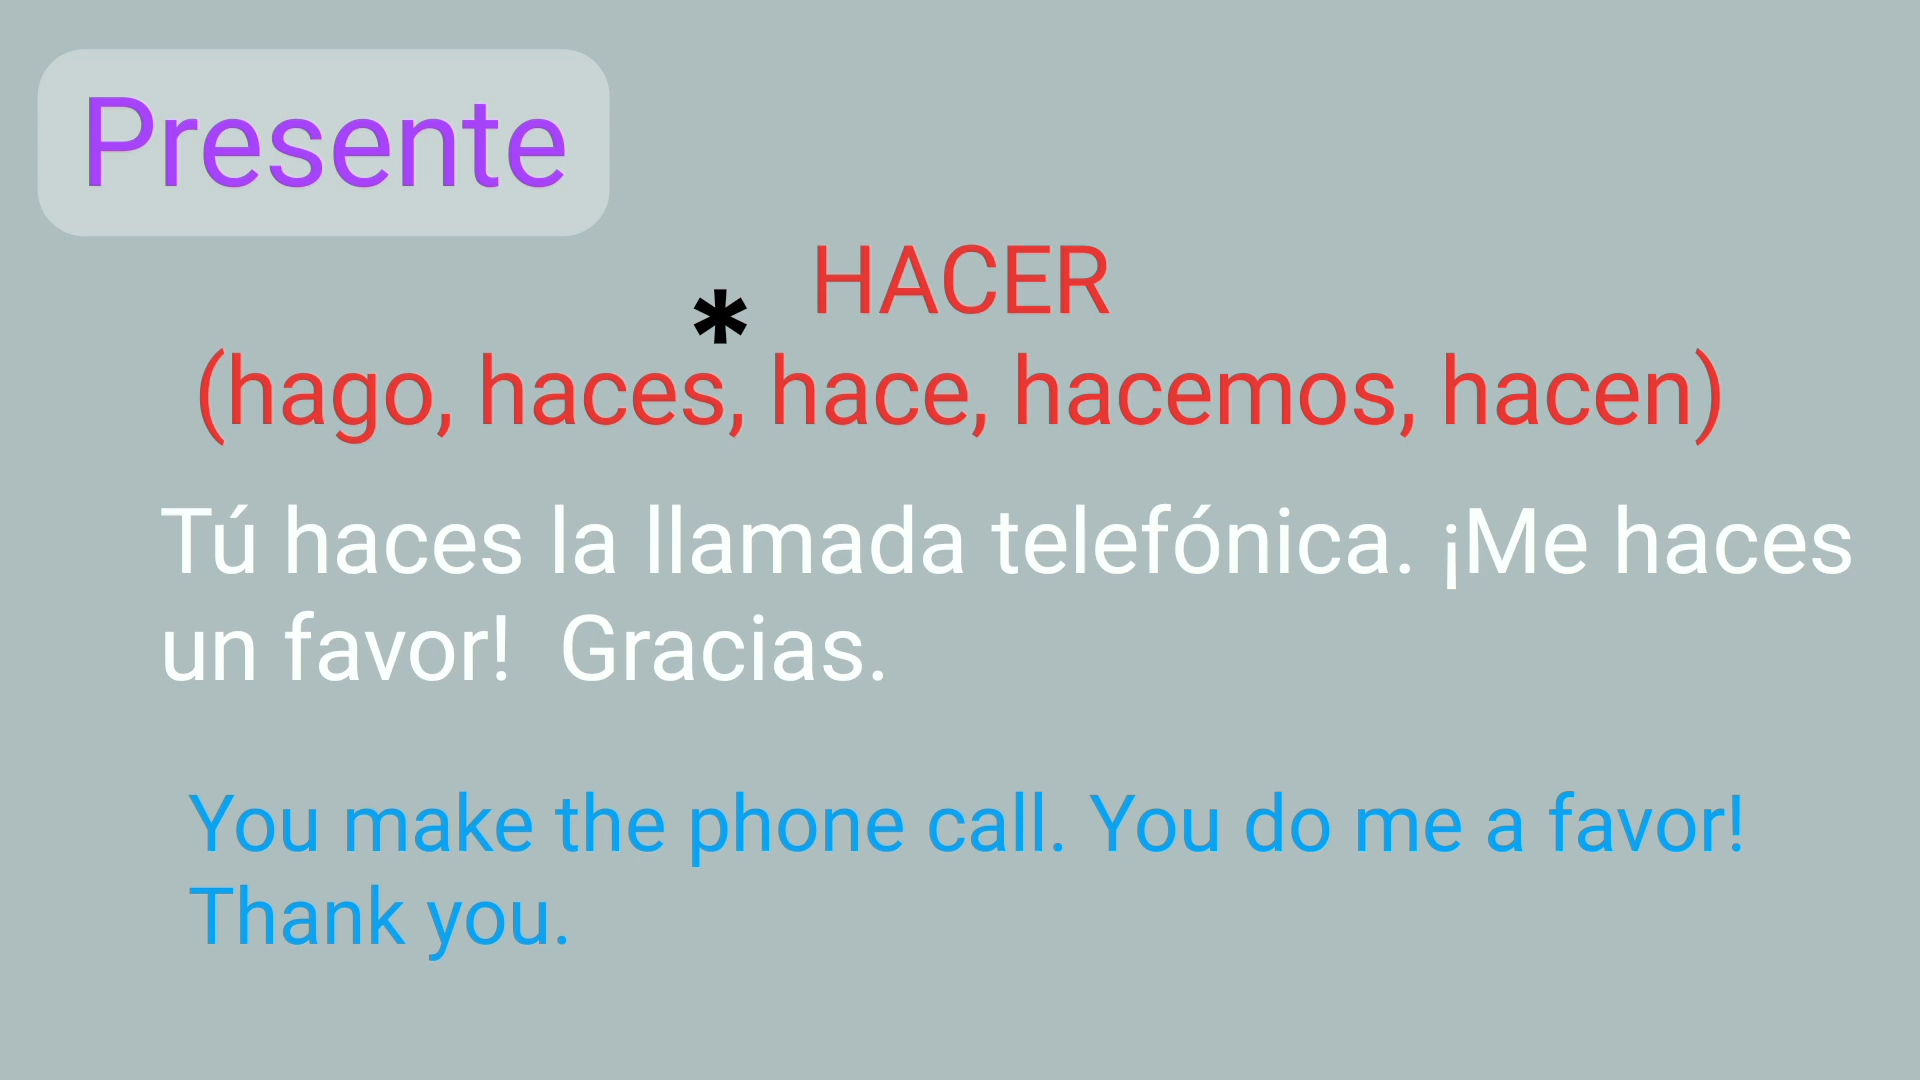 Presente
HACER
*
(hago, haces, hace, hacemos, hacen)
Tú haces la llamada telefónica. ¡Me haces
un favor!  Gracias.
You make the phone call. You do me a favor!
Thank you.